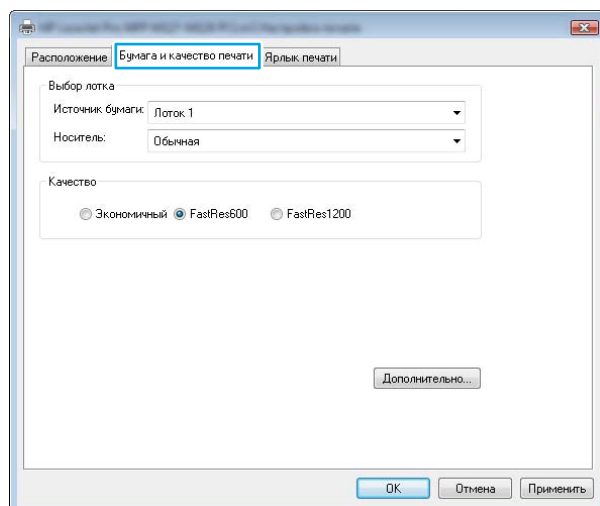 Расположение Бумага и качество печати Ярлык печати
Выбор лотка
Источник бумаги: Лоток 1
Носитель: Обычная
Качество
Экономичный FastRes600 FastRes1200
Дополнительно...
OK Отмена Применить